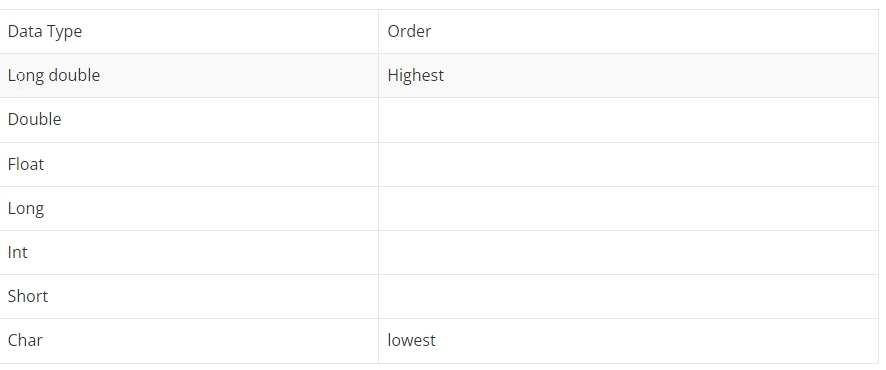 Data Type Order
Long double Highest
Double
Float
Long
Int
Short
Char lowest